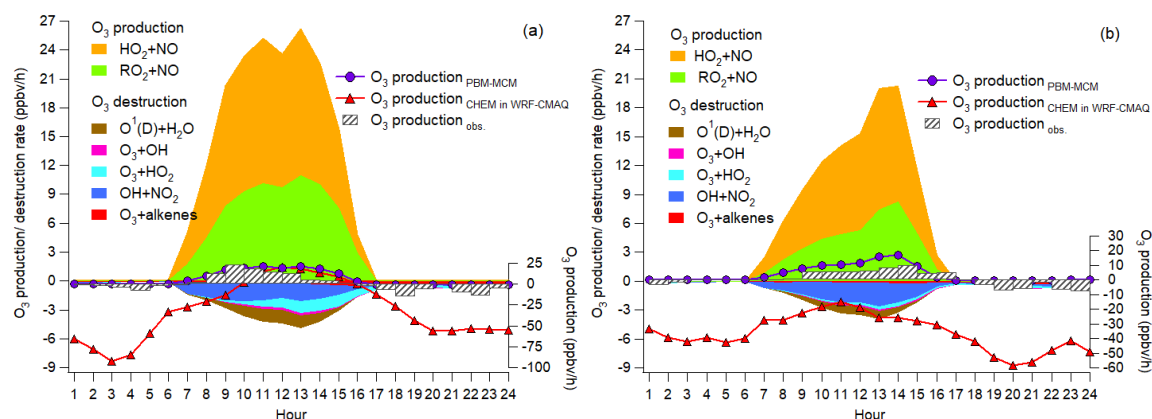 27
24
21
18
15
12
9
6
3
0
-3
-6
-9
O3 production/ destruction rate (ppbv/h)
(a)
O3 production
HO2+NO
RO2+NO
O3 destruction
O1(D)+H2O
O3+OH
O3+HO2
OH+NO2
O3+alkenes
O3 production PBM-MCM
O3 production CHEM in WRF-CMAQ
O3 production obs.
25
0
-25
-50
-75
-100
O3 production (ppbv/h)
1 2 3 4 5 6 7 8 9 10 11 12 13 14 15 16 17 18 19 20 21 22 23 24
Hour
27
24
21
18
15
12
9
6
3
0
-3
-6
-9
O3 production/ destruction rate (ppbv/h)
(b)
O3 production
HO2+NO
RO2+NO
O3 destruction
O1(D)+H2O
O3+OH
O3+HO2
OH+NO2
O3+alkenes
O3 production PBM-MCM
O3 production CHEM in WRF-CMAQ
O3 production obs.
30
20
10
0
-10
-20
-30
-40
-50
-60
O3 production (ppbv/h)
1 2 3 4 5 6 7 8 9 10 11 12 13 14 15 16 17 18 19 20 21 22 23 24
Hour